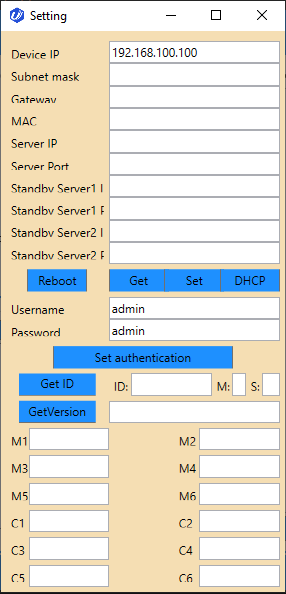 Setting
Device IP 192.168.100.100
Subnet mask
Gateway
MAC
Server IP
Server Port
Standby Server1 I
Standby Server1 P
Standby Server2 I
Standby Server2 P
Reboot Get Set DHCP
Username admin
Password admin
Set authentication
Get ID ID: M: S:
GetVersion
M1 M2
M3 M4
M5 M6
C1 C2
C3 C4
C5 C6